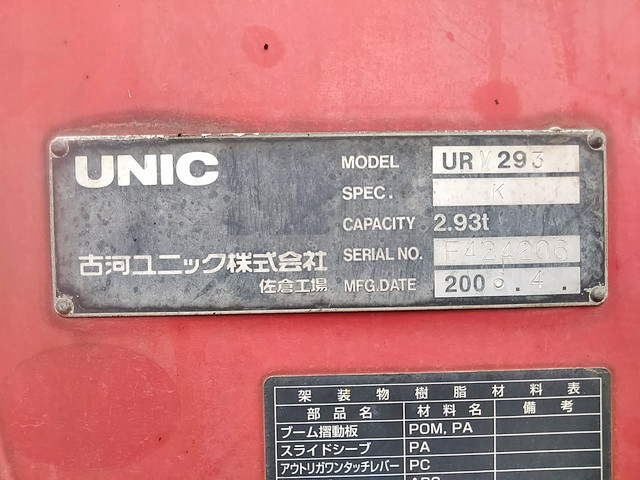 UNIC
MODEL URV293
SPEC. K
CAPACITY 2.93t
古河ユニック株式会社
SERIAL NO. F424206
佐倉工場
MFG.DATE 2006.4.
架装物樹脂材料表
部品名 材料名 備考
ブーム摺動板 POM, PA
スライドシーブ PA
アウトリガワンタッチレバー PC